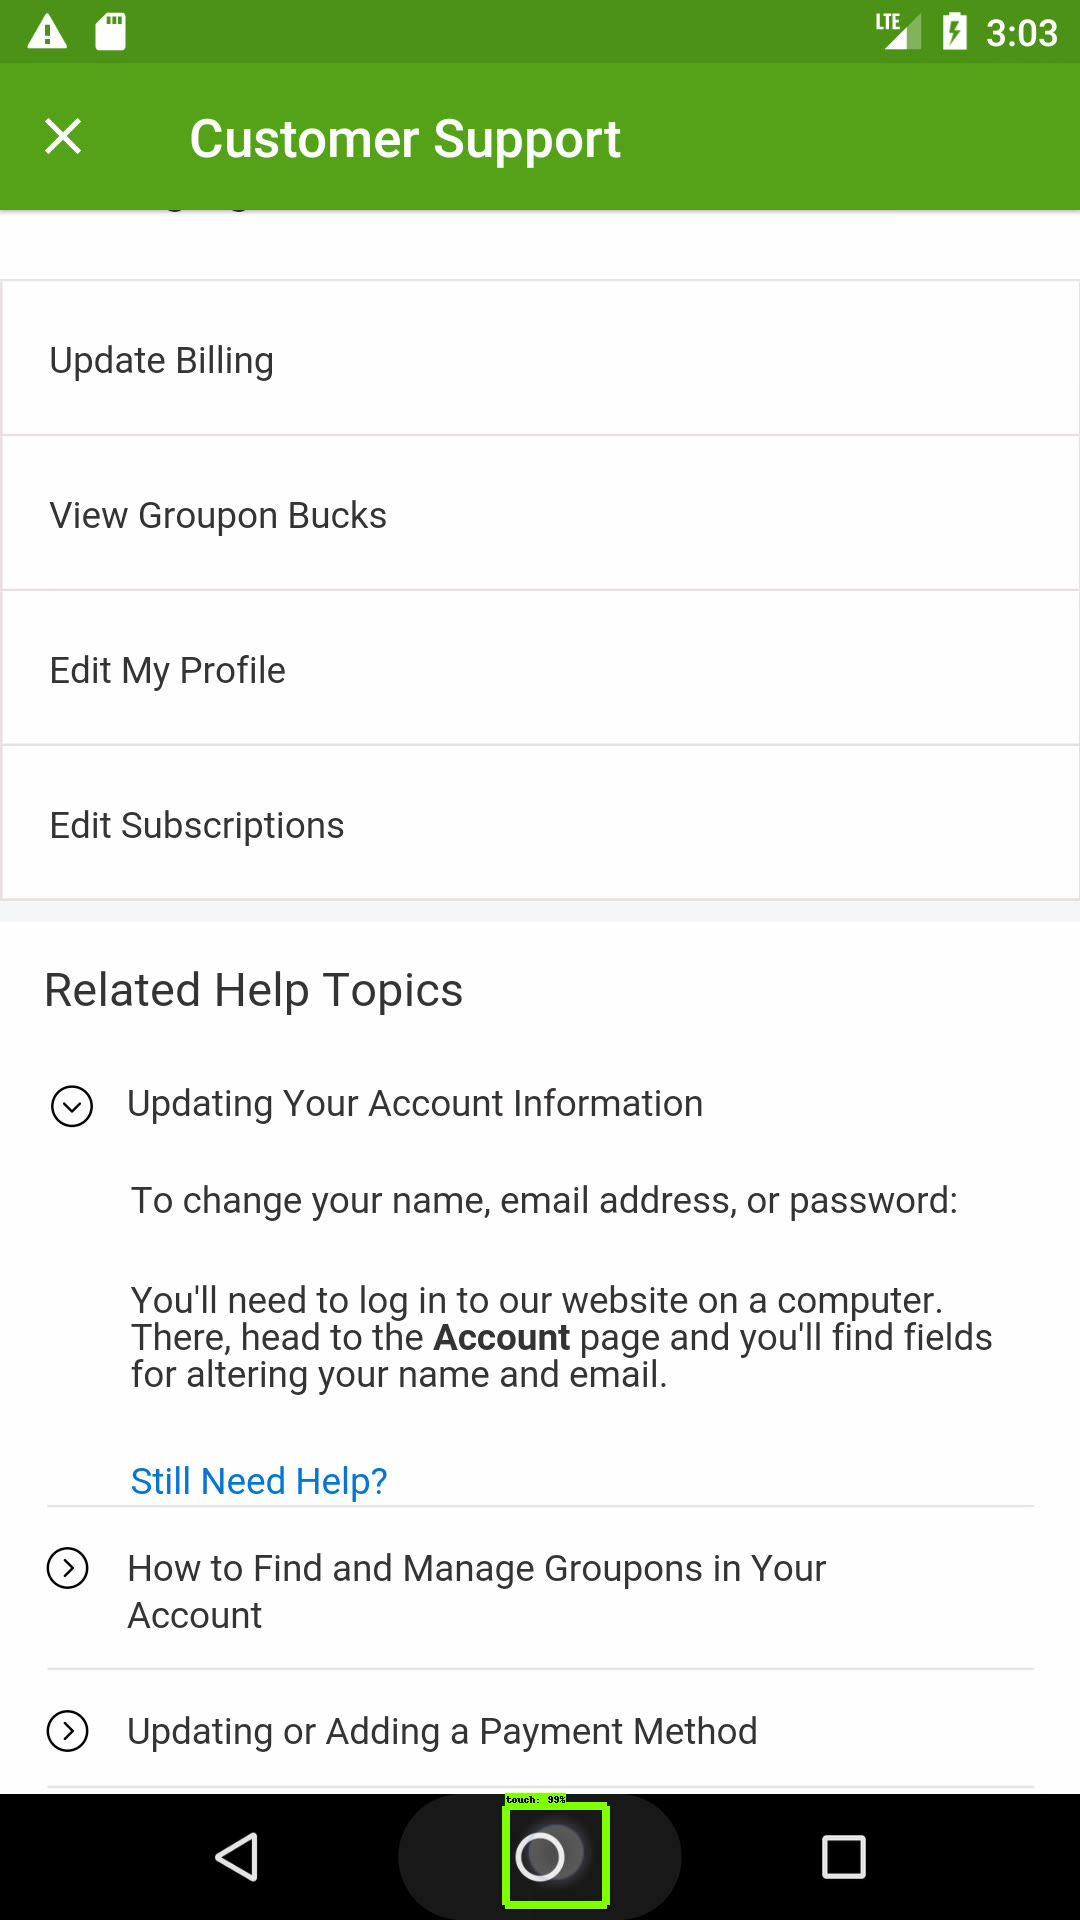 LTE 3:03
Customer Support
Update Billing
View Groupon Bucks
Edit My Profile
Edit Subscriptions
Related Help Topics
Updating Your Account Information
To change your name, email address, or password:
You'll need to log in to our website on a computer.
There, head to the Account page and you'll find fields
for altering your name and email.
Still Need Help?
How to Find and Manage Groupons in Your
Account
Updating or Adding a Payment Method
touch: 99%